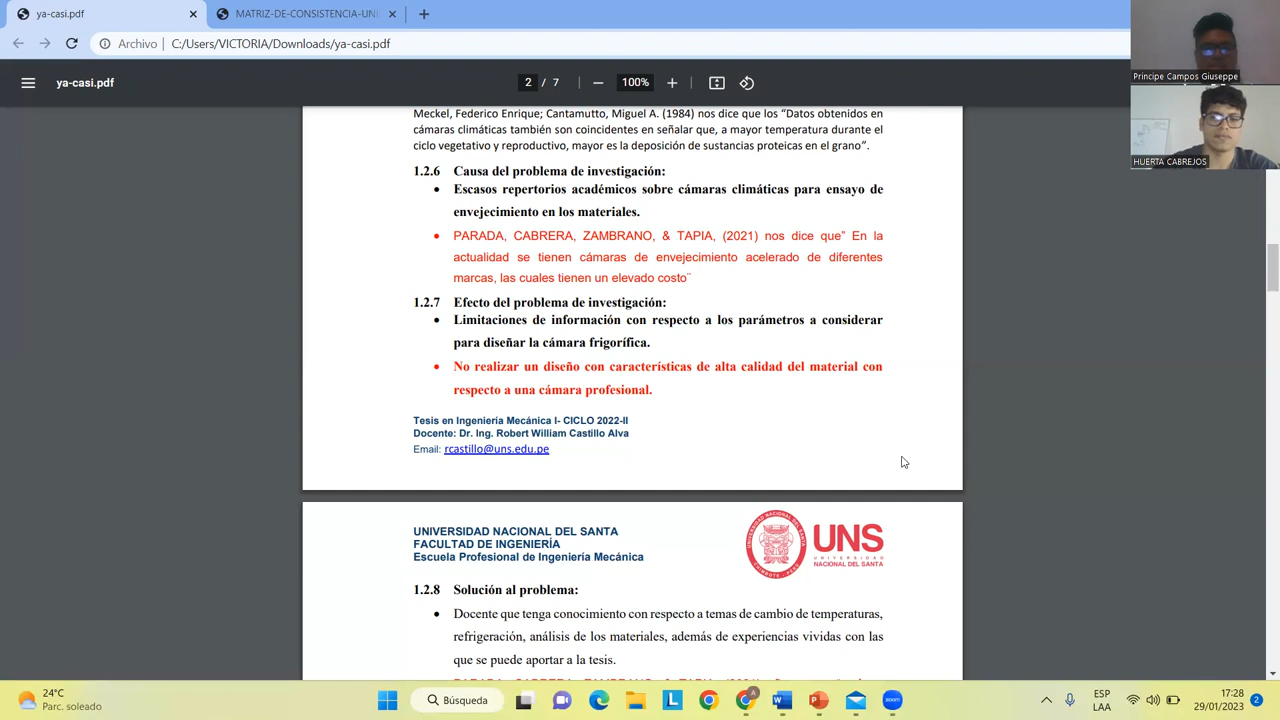 ya-casi.pdf
MATRIZ-DE-CONSISTENCIA-UN
Archivo
C:/Users/VICTORIA/Downloads/ya-casi.pdf
Principe Campos Giuseppe
HUERTA CABREJOS
ya-casi.pdf
2 / 7
100%
Meckel, Federico Enrique; Cantamutto, Miguel A. (1984) nos dice que los “Datos obtenidos en
cámaras climáticas también son coincidentes en señalar que, a mayor temperatura durante el
ciclo vegetativo y reproductivo, mayor es la deposición de sustancias proteicas en el grano”.
1.2.6 Causa del problema de investigación:
• Escasos repertorios académicos sobre cámaras climáticas para ensayo de
envejecimiento en los materiales.
• PARADA, CABRERA, ZAMBRANO, & TAPIA, (2021) nos dice que” En la
actualidad se tienen cámaras de envejecimiento acelerado de diferentes
marcas, las cuales tienen un elevado costo¨
1.2.7 Efecto del problema de investigación:
• Limitaciones de información con respecto a los parámetros a considerar
para diseñar la cámara frigorífica.
• No realizar un diseño con características de alta calidad del material con
respecto a una cámara profesional.
Tesis en Ingeniería Mecánica I- CICLO 2022-II
Docente: Dr. Ing. Robert William Castillo Alva
Email: rcastillo@uns.edu.pe
UNIVERSIDAD NACIONAL DEL SANTA
FACULTAD DE INGENIERÍA
Escuela Profesional de Ingeniería Mecánica
UNS
UNIVERSIDAD
NACIONAL DEL SANTA
1.2.8 Solución al problema:
• Docente que tenga conocimiento con respecto a temas de cambio de temperaturas,
refrigeración, análisis de los materiales, además de experiencias vividas con las
que se puede aportar a la tesis.
24°C
Parc. soleado
Búsqueda
ESP
LAA
17:28
29/01/2023
2